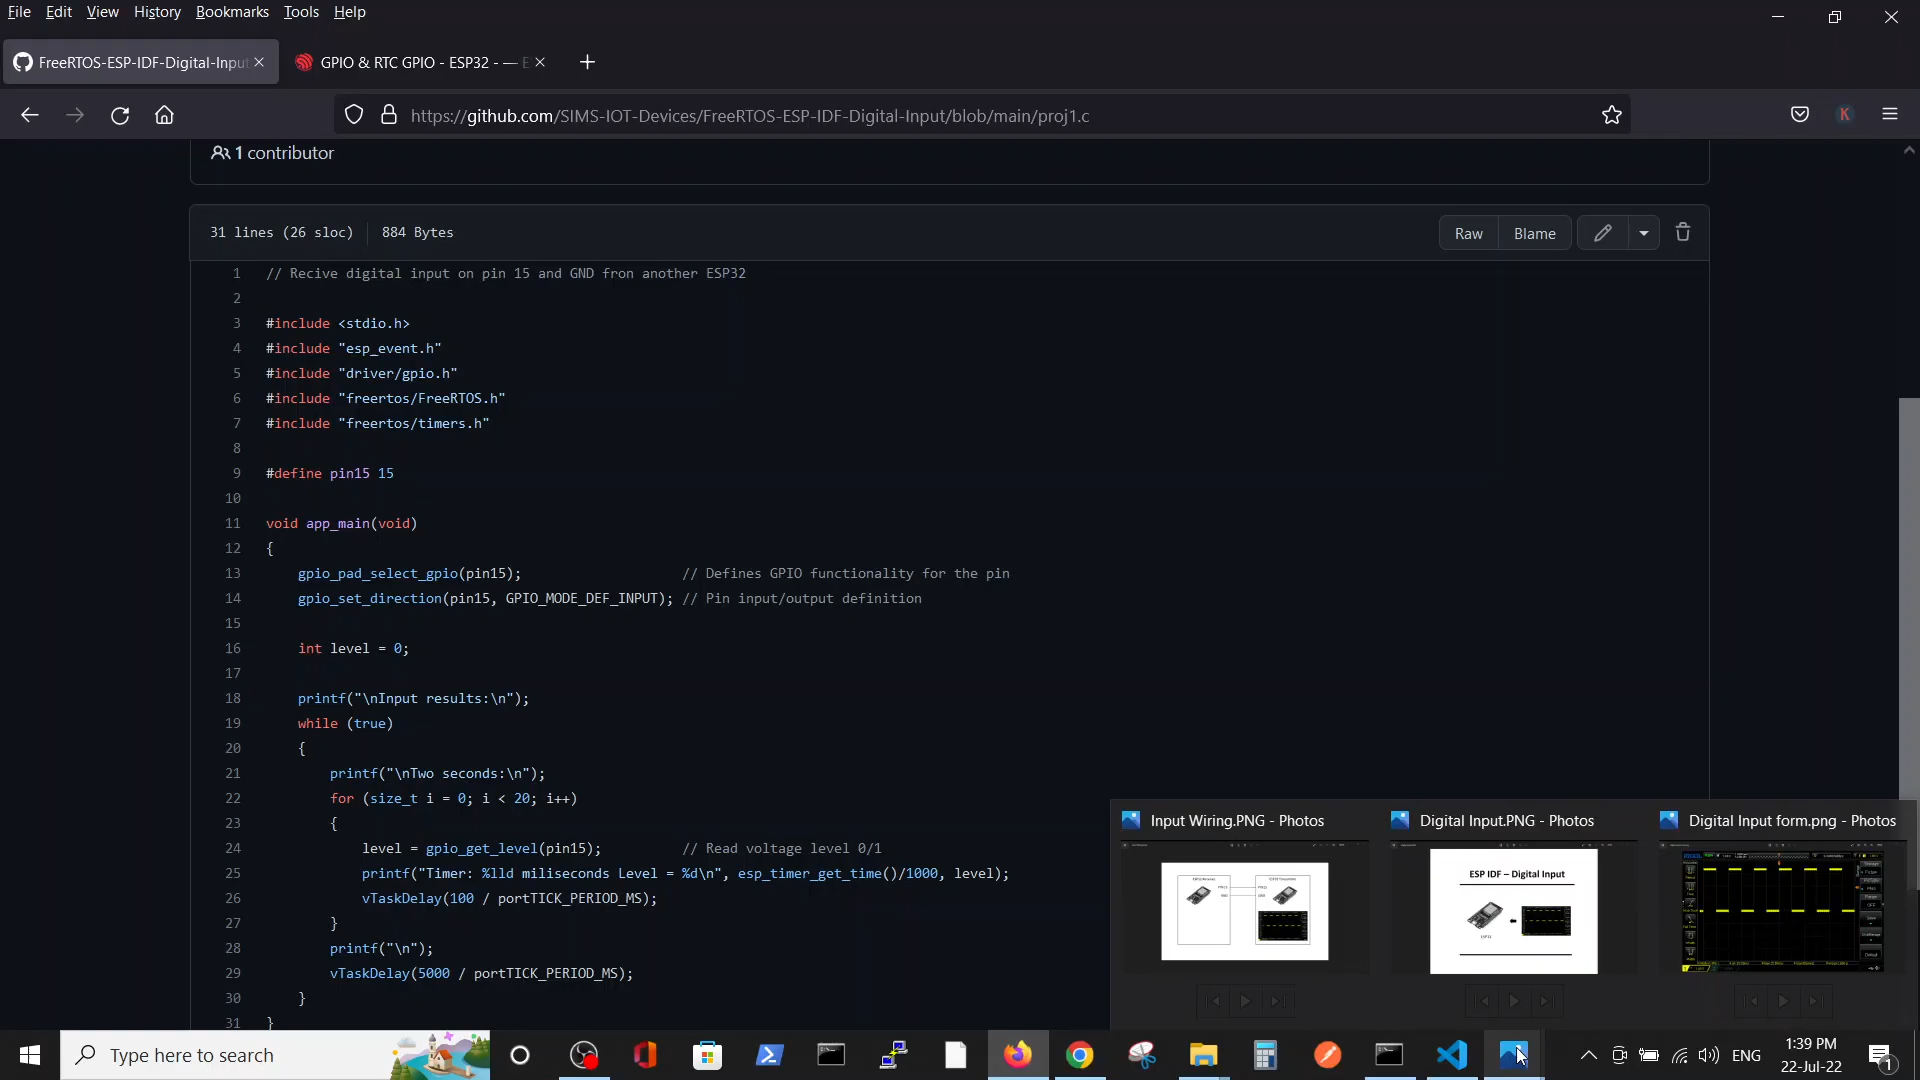 File Edit View History Bookmarks Tools Help
FreeRTOS-ESP-IDF-Digital-Input
GPIO & RTC GPIO - ESP32 - — E
https://github.com/SIMS-IOT-Devices/FreeRTOS-ESP-IDF-Digital-Input/blob/main/proj1.c
K
1 contributor
31 lines (26 sloc) 884 Bytes
Raw Blame
1 // Recive digital input on pin 15 and GND fron another ESP32
2
3 #include <stdio.h>
4 #include "esp_event.h"
5 #include "driver/gpio.h"
6 #include "freertos/FreeRTOS.h"
7 #include "freertos/timers.h"
8
9 #define pin15 15
10
11 void app_main(void)
12 {
13 gpio_pad_select_gpio(pin15); // Defines GPIO functionality for the pin
14 gpio_set_direction(pin15, GPIO_MODE_DEF_INPUT); // Pin input/output definition
15
16 int level = 0;
17
18 printf("\nInput results:\n");
19 while (true)
20 {
21 printf("\nTwo seconds:\n");
22 for (size_t i = 0; i < 20; i++)
23 {
24 level = gpio_get_level(pin15); // Read voltage level 0/1
25 printf("Timer: %lld miliseconds Level = %d\n", esp_timer_get_time()/1000, level);
26 vTaskDelay(100 / portTICK_PERIOD_MS);
27 }
28 printf("\n");
29 vTaskDelay(5000 / portTICK_PERIOD_MS);
30 }
31 }
Input Wiring.PNG - Photos
Digital Input.PNG - Photos
Digital Input form.png - Photos
ESP IDF – Digital Input
Type here to search
ENG
1:39 PM
22-Jul-22
1